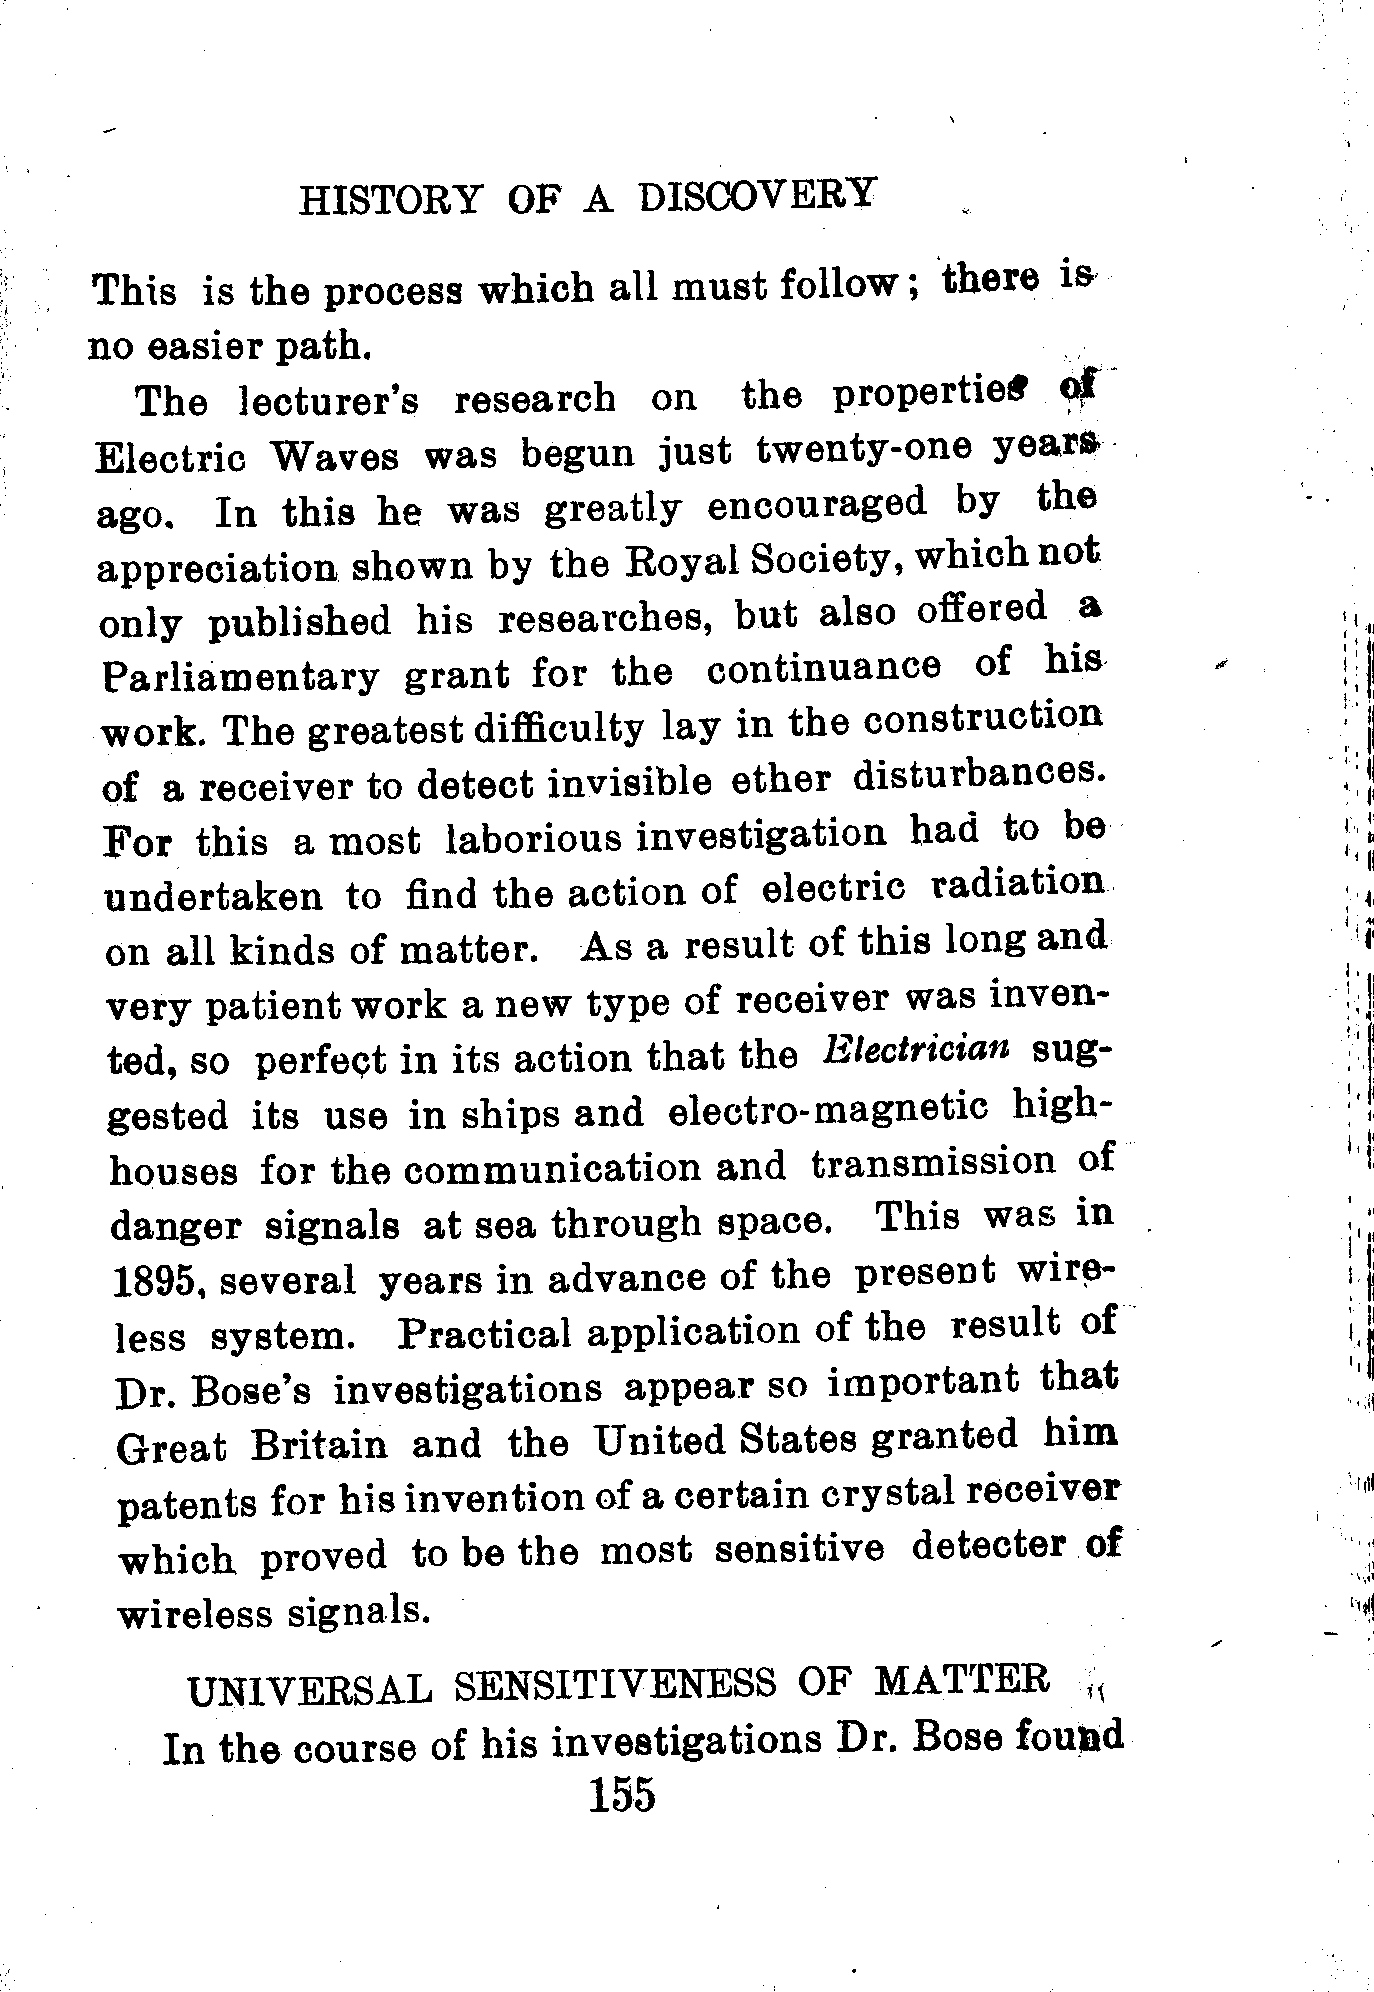 HISTORY OF A DISCOVERY
This is the process which all must follow; there is
no easier path.
The lecturer's research on the properties of
Electric Waves was begun just twenty-one years
ago. In this he was greatly encouraged by the
appreciation shown by the Royal Society, which not
only published his researches, but also offered a
Parliamentary grant for the continuance of his
work. The greatest difficulty lay in the construction
of a receiver to detect invisible ether disturbances.
For this a most laborious investigation had to be
undertaken to find the action of electric radiation
on all kinds of matter. As a result of this long and
very patient work a new type of receiver was inven-
ted, so perfect in its action that the Electrician sug-
gested its use in ships and electro-magnetic high-
houses for the communication and transmission of
danger signals at sea through space. This was in
1895, several years in advance of the present wire-
less system. Practical application of the result of
Dr. Bose's investigations appear so important that
Great Britain and the United States granted him
patents for his invention of a certain crystal receiver
which proved to be the most sensitive detecter of
wireless signals.
UNIVERSAL SENSITIVENESS OF MATTER
In the course of his investigations Dr. Bose found
155